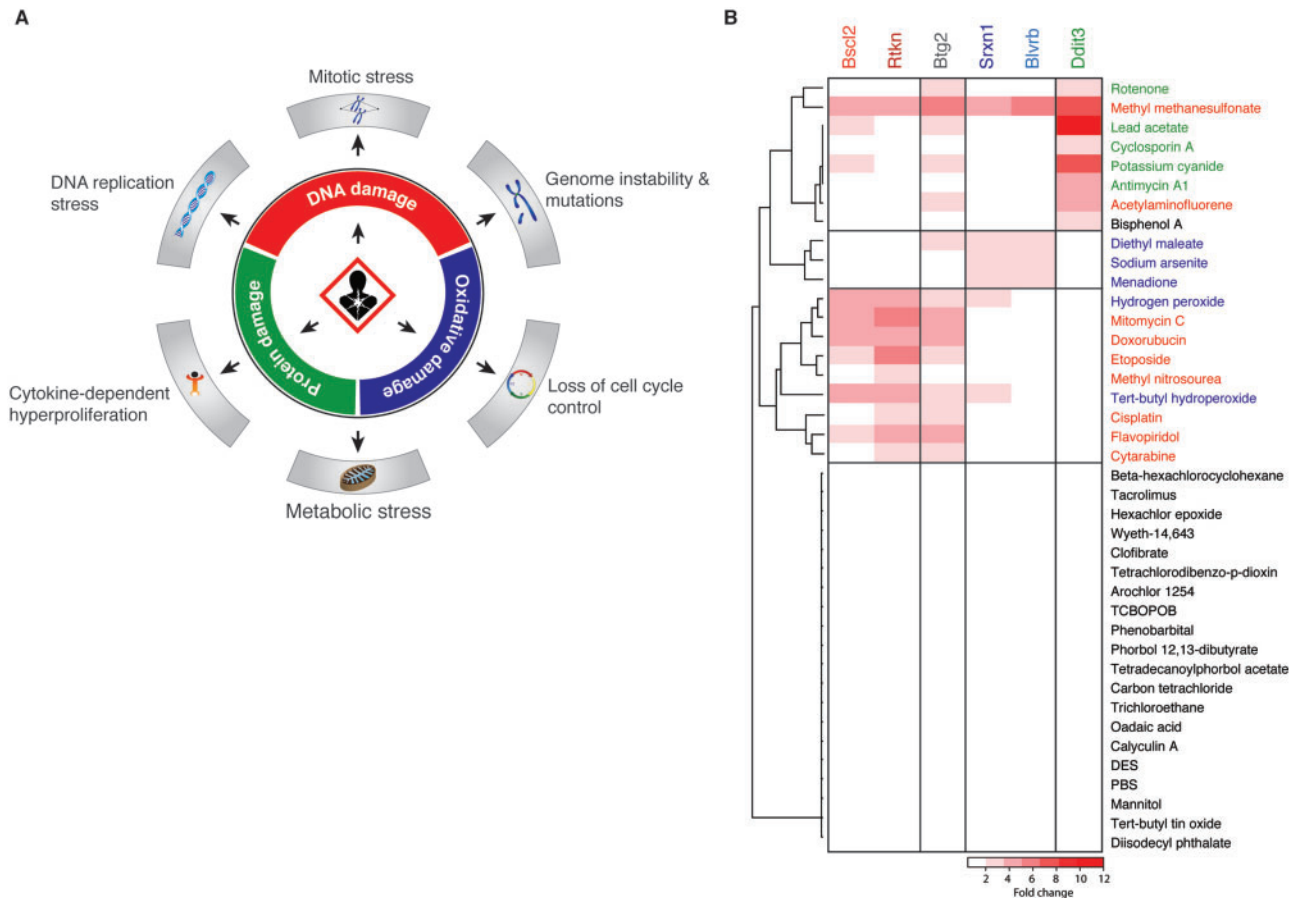 A
Mitotic stress
DNA replication
stress
Genome instability &
mutations
DNA damage
Protein damage
Oxidative damage
Cytokine-dependent
hyperproliferation
Loss of cell cycle
control
Metabolic stress
B
Bscl2
Rtkn
Btg2
Srxn1
Blvrb
Ddit3
Rotenone
Methyl methanesulfonate
Lead acetate
Cyclosporin A
Potassium cyanide
Antimycin A1
Acetylaminofluorene
Bisphenol A
Diethyl maleate
Sodium arsenite
Menadione
Hydrogen peroxide
Mitomycin C
Doxorubucin
Etoposide
Methyl nitrosourea
Tert-butyl hydroperoxide
Cisplatin
Flavopiridol
Cytarabine
Beta-hexachlorocyclohexane
Tacrolimus
Hexachlor epoxide
Wyeth-14,643
Clofibrate
Tetrachlorodibenzo-p-dioxin
Arochlor 1254
TCBOPOB
Phenobarbital
Phorbol 12,13-dibutyrate
Tetradecanoylphorbol acetate
Carbon tetrachloride
Trichloroethane
Oadaic acid
Calyculin A
DES
PBS
Mannitol
Tert-butyl tin oxide
Diisodecyl phthalate
2 4 6 8 10 12
Fold change